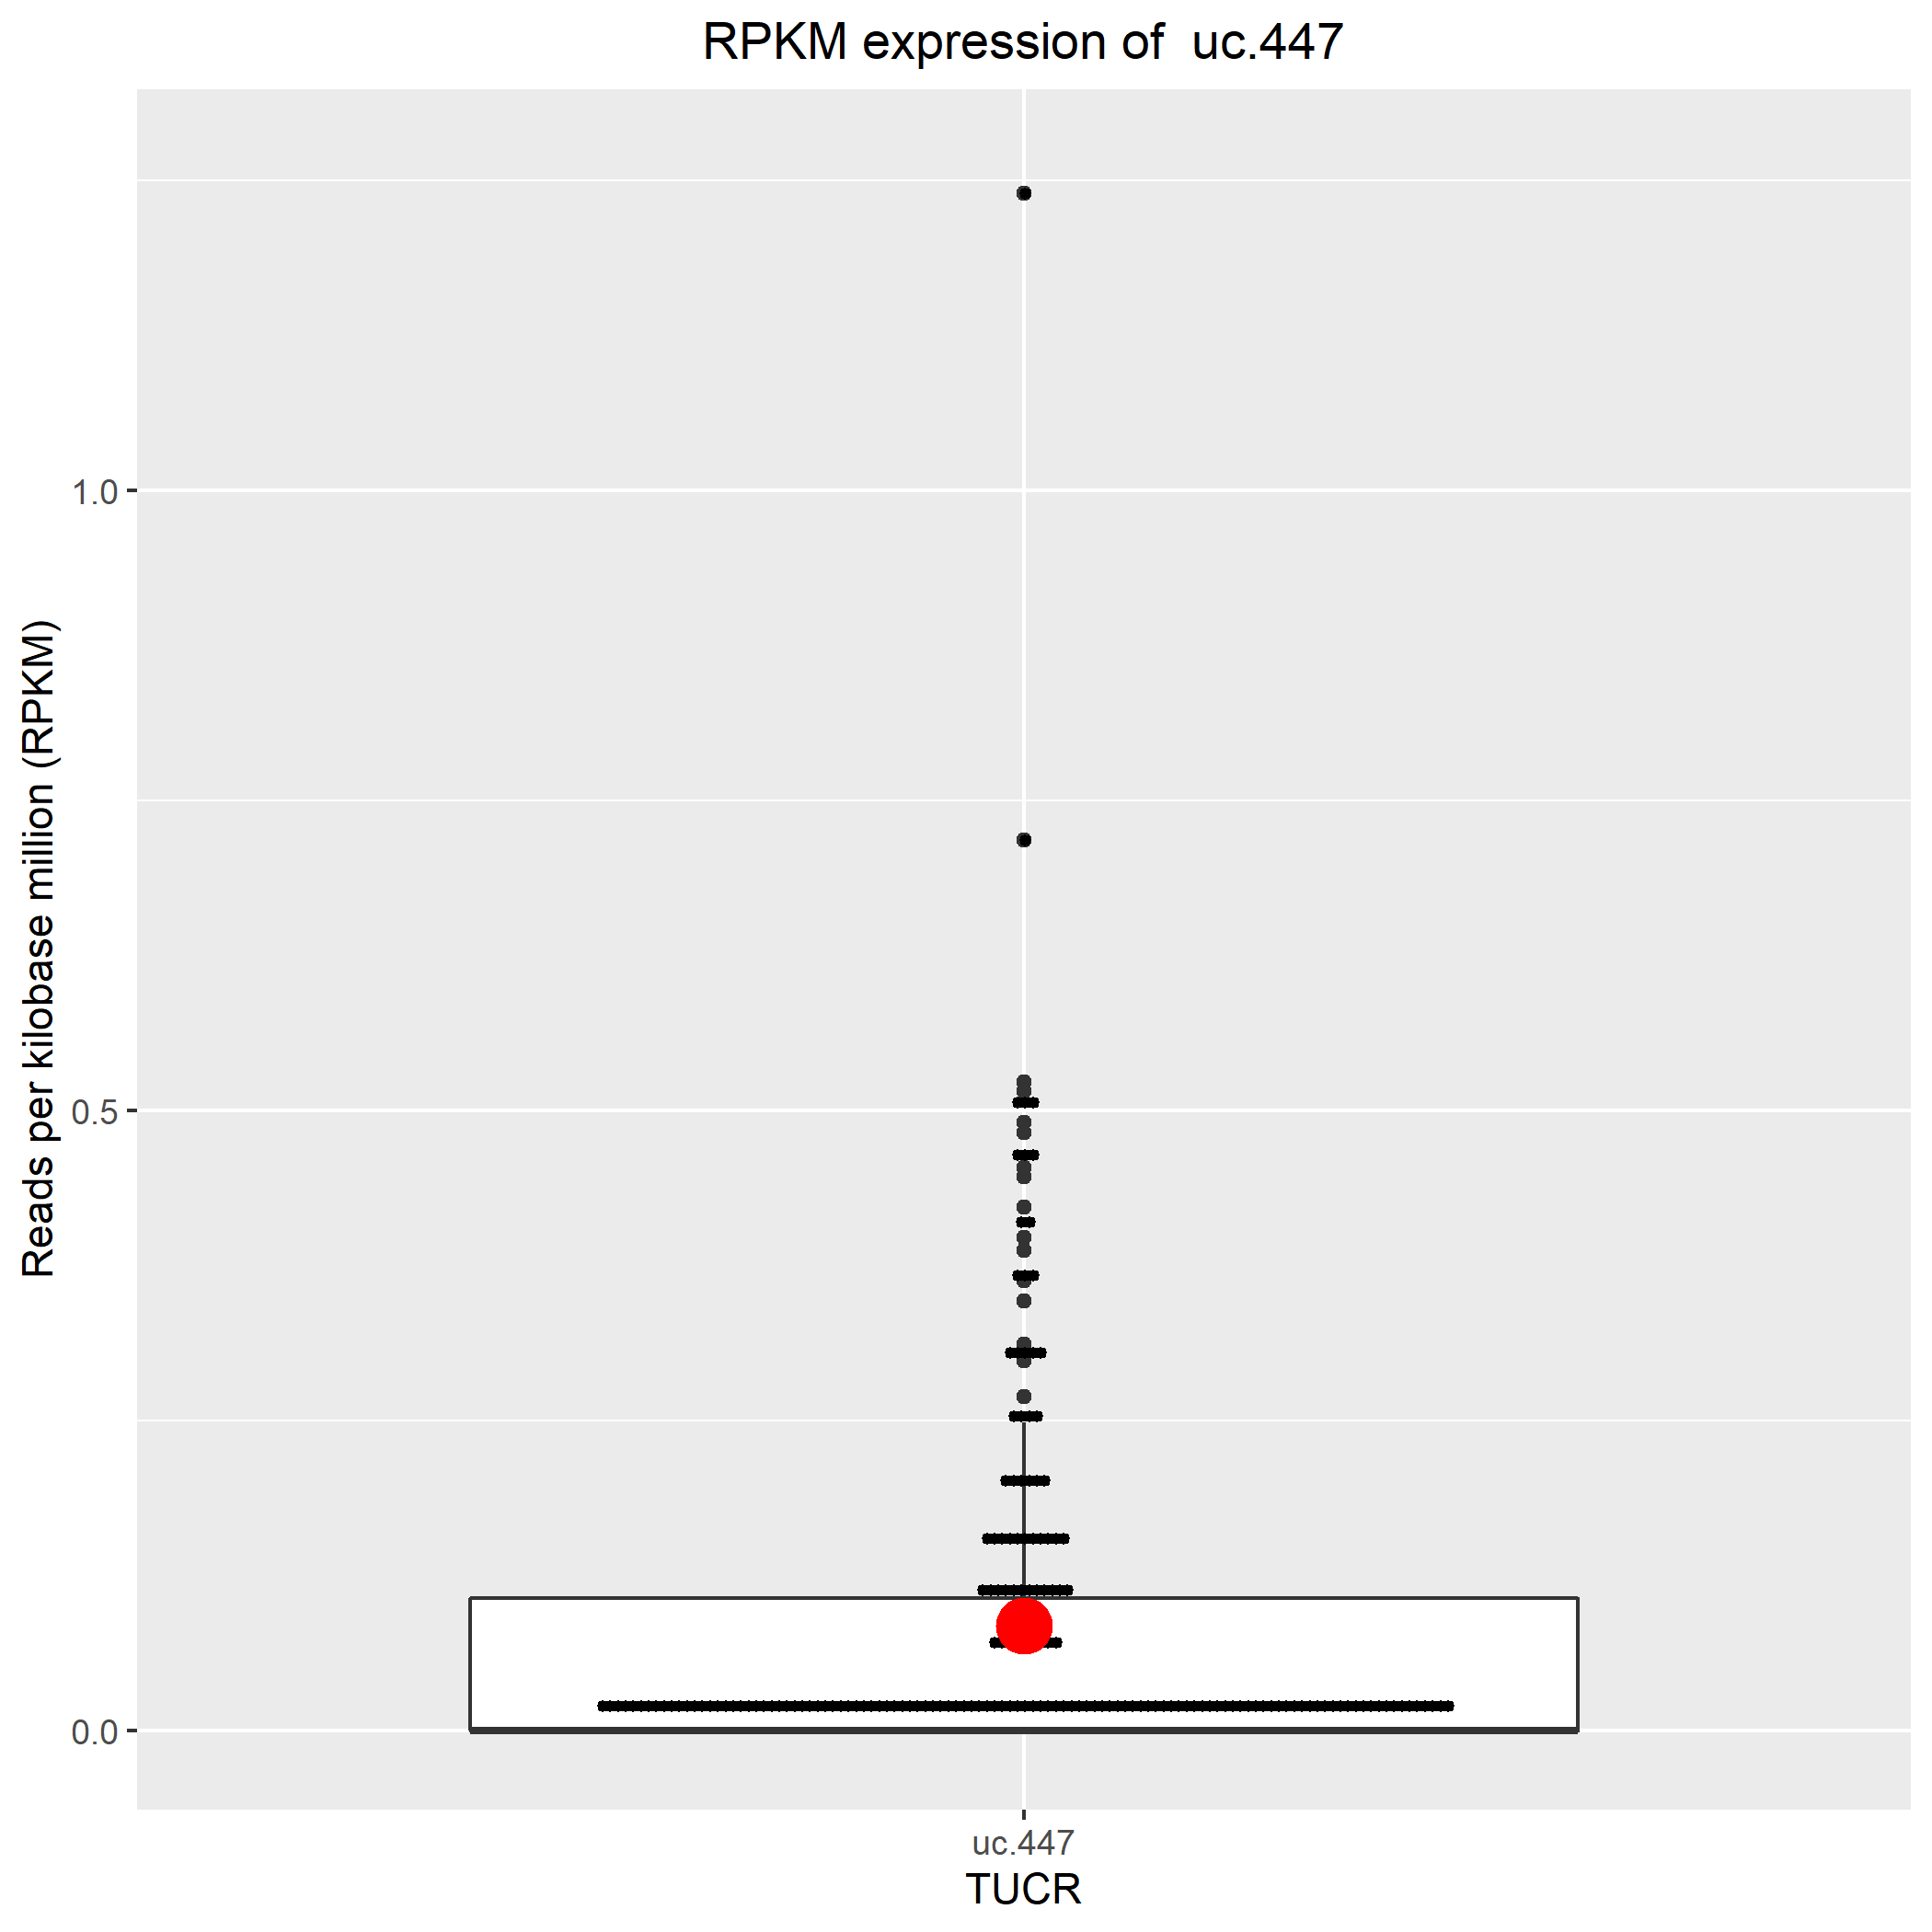 RPKM expression of  uc.447
Reads per kilobase million (RPKM)
1.0
0.5
0.0
uc.447
TUCR